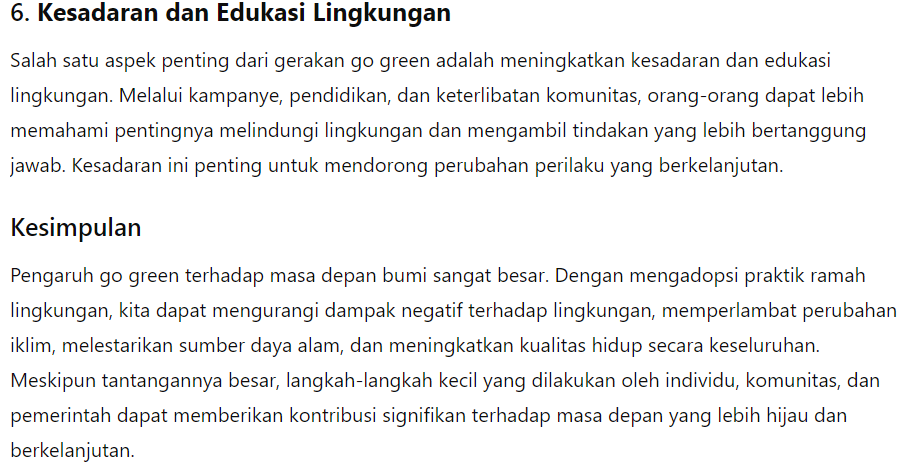 6. Kesadaran dan Edukasi Lingkungan
Salah satu aspek penting dari gerakan go green adalah meningkatkan kesadaran dan edukasi
lingkungan. Melalui kampanye, pendidikan, dan keterlibatan komunitas, orang-orang dapat lebih
memahami pentingnya melindungi lingkungan dan mengambil tindakan yang lebih bertanggung
jawab. Kesadaran ini penting untuk mendorong perubahan perilaku yang berkelanjutan.
Kesimpulan
Pengaruh go green terhadap masa depan bumi sangat besar. Dengan mengadopsi praktik ramah
lingkungan, kita dapat mengurangi dampak negatif terhadap lingkungan, memperlambat perubahan
iklim, melestarikan sumber daya alam, dan meningkatkan kualitas hidup secara keseluruhan.
Meskipun tantangannya besar, langkah-langkah kecil yang dilakukan oleh individu, komunitas, dan
pemerintah dapat memberikan kontribusi signifikan terhadap masa depan yang lebih hijau dan
berkelanjutan.